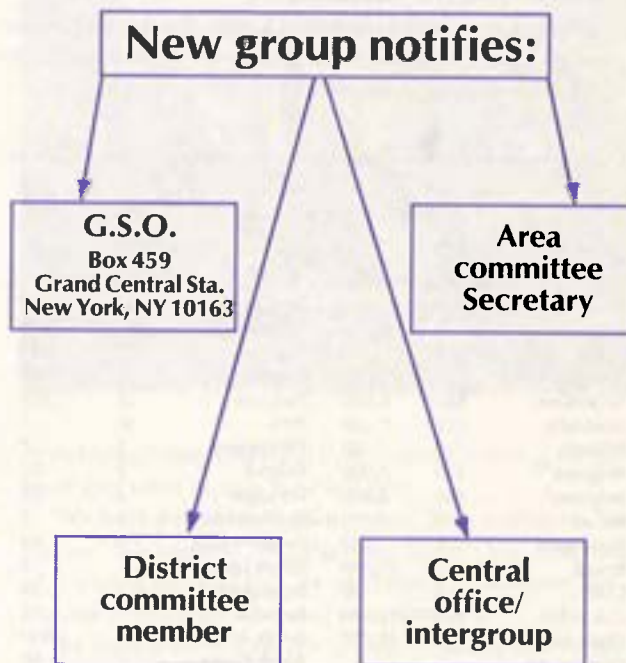 New group notifies:
G.S.O.
Box 459
Grand Central Sta.
New York, NY 10163
Area
committee
Secretary
District
committee
member
Central
office/
intergroup